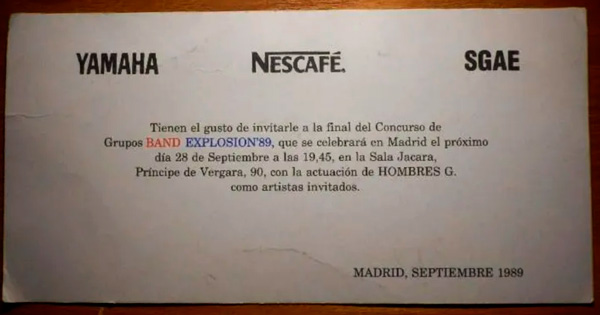 YAMAHA NESCAFÉ. SGAE
Tienen el gusto de invitarle a la final del Concurso de
Grupos BAND EXPLOSION'89, que se celebrará en Madrid el próximo
día 28 de Septiembre a las 19,45, en la Sala Jacara,
Príncipe de Vergara, 90, con la actuación de HOMBRES G.
como artistas invitados.
MADRID, SEPTIEMBRE 1989